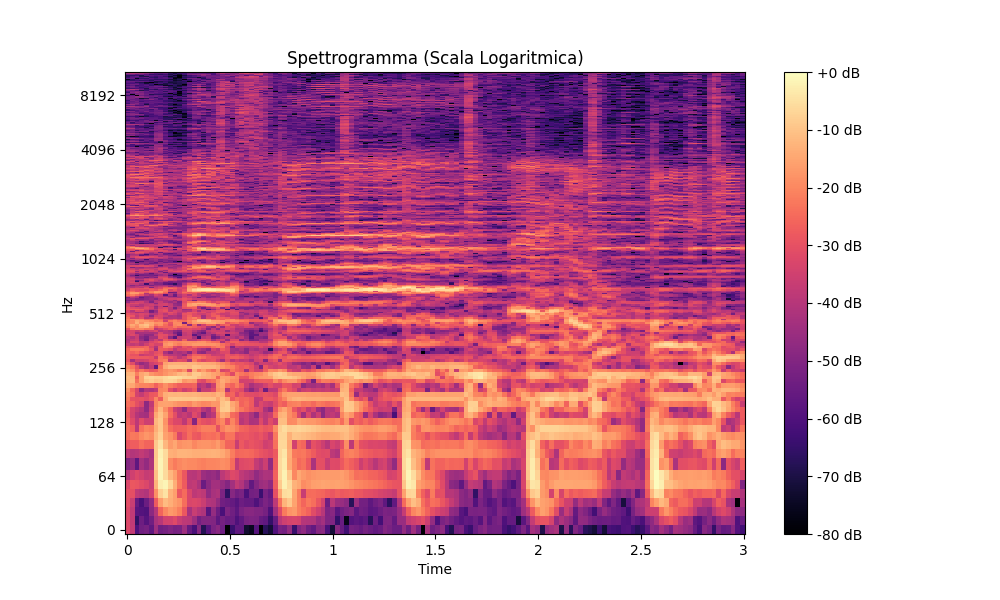 Spettrogramma (Scala Logaritmica)
8192
4096
2048
1024
512
256
128
64
0
Hz
0
0.5
1
1.5
2
2.5
3
Time
+0 dB
-10 dB
-20 dB
-30 dB
-40 dB
-50 dB
-60 dB
-70 dB
-80 dB